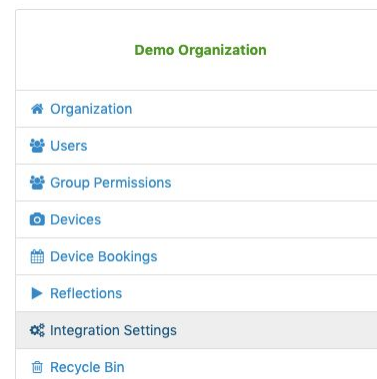 Demo Organization
Organization
Users
Group Permissions
Devices
Device Bookings
Reflections
Integration Settings
Recycle Bin